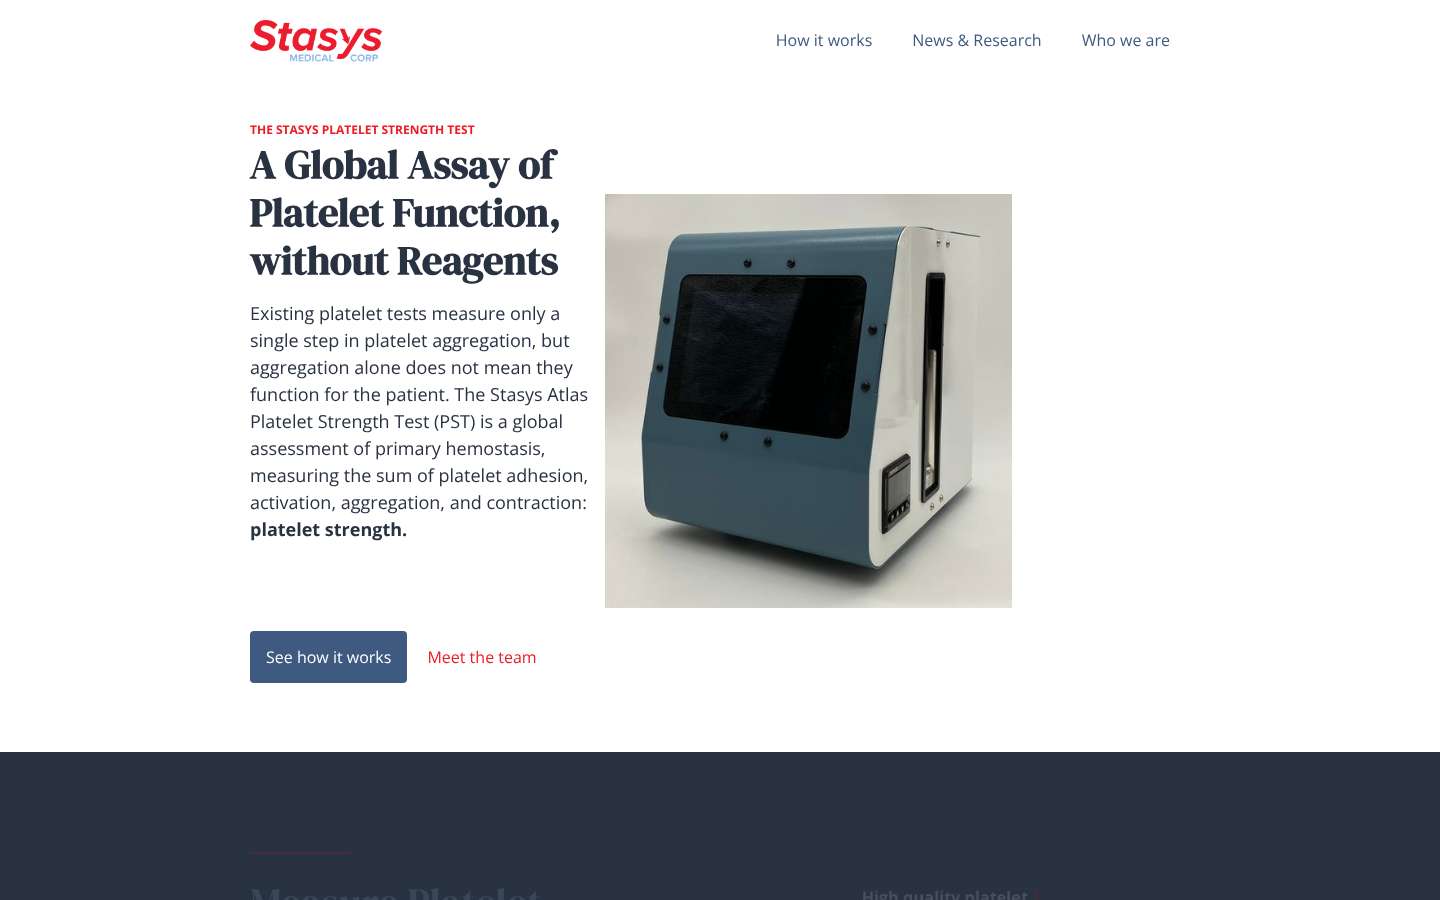 Stasys
MEDICAL CORP
How it works
News & Research
Who we are
THE STASYS PLATELET STRENGTH TEST
A Global Assay of
Platelet Function,
without Reagents
Existing platelet tests measure only a
single step in platelet aggregation, but
aggregation alone does not mean they
function for the patient. The Stasys Atlas
Platelet Strength Test (PST) is a global
assessment of primary hemostasis,
measuring the sum of platelet adhesion,
activation, aggregation, and contraction:
platelet strength.
See how it works
Meet the team
Measure Platelet
High quality platelet